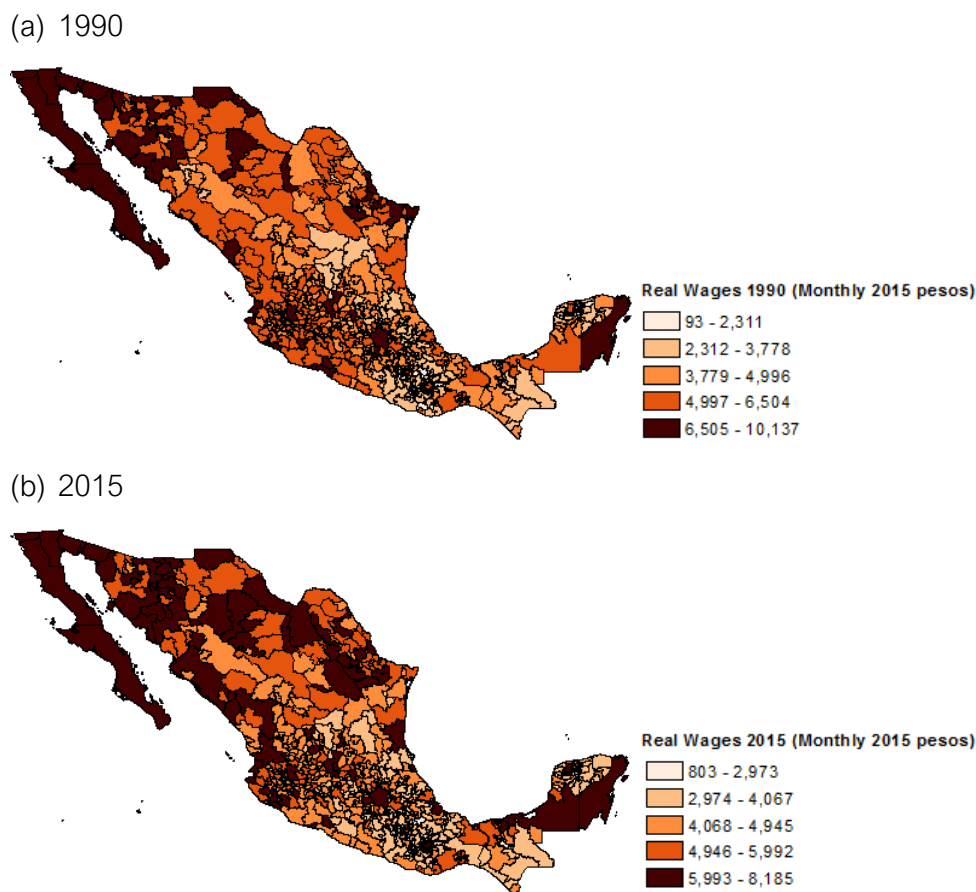 (a) 1990
Real Wages 1990 (Monthly 2015 pesos)
93 - 2,311
2,312 - 3,778
3,779 - 4,996
4,997 - 6,504
6,505 - 10,137
(b) 2015
Real Wages 2015 (Monthly 2015 pesos)
803 - 2,973
2,974 - 4,067
4,068 - 4,945
4,946 - 5,992
5,993 - 8,185